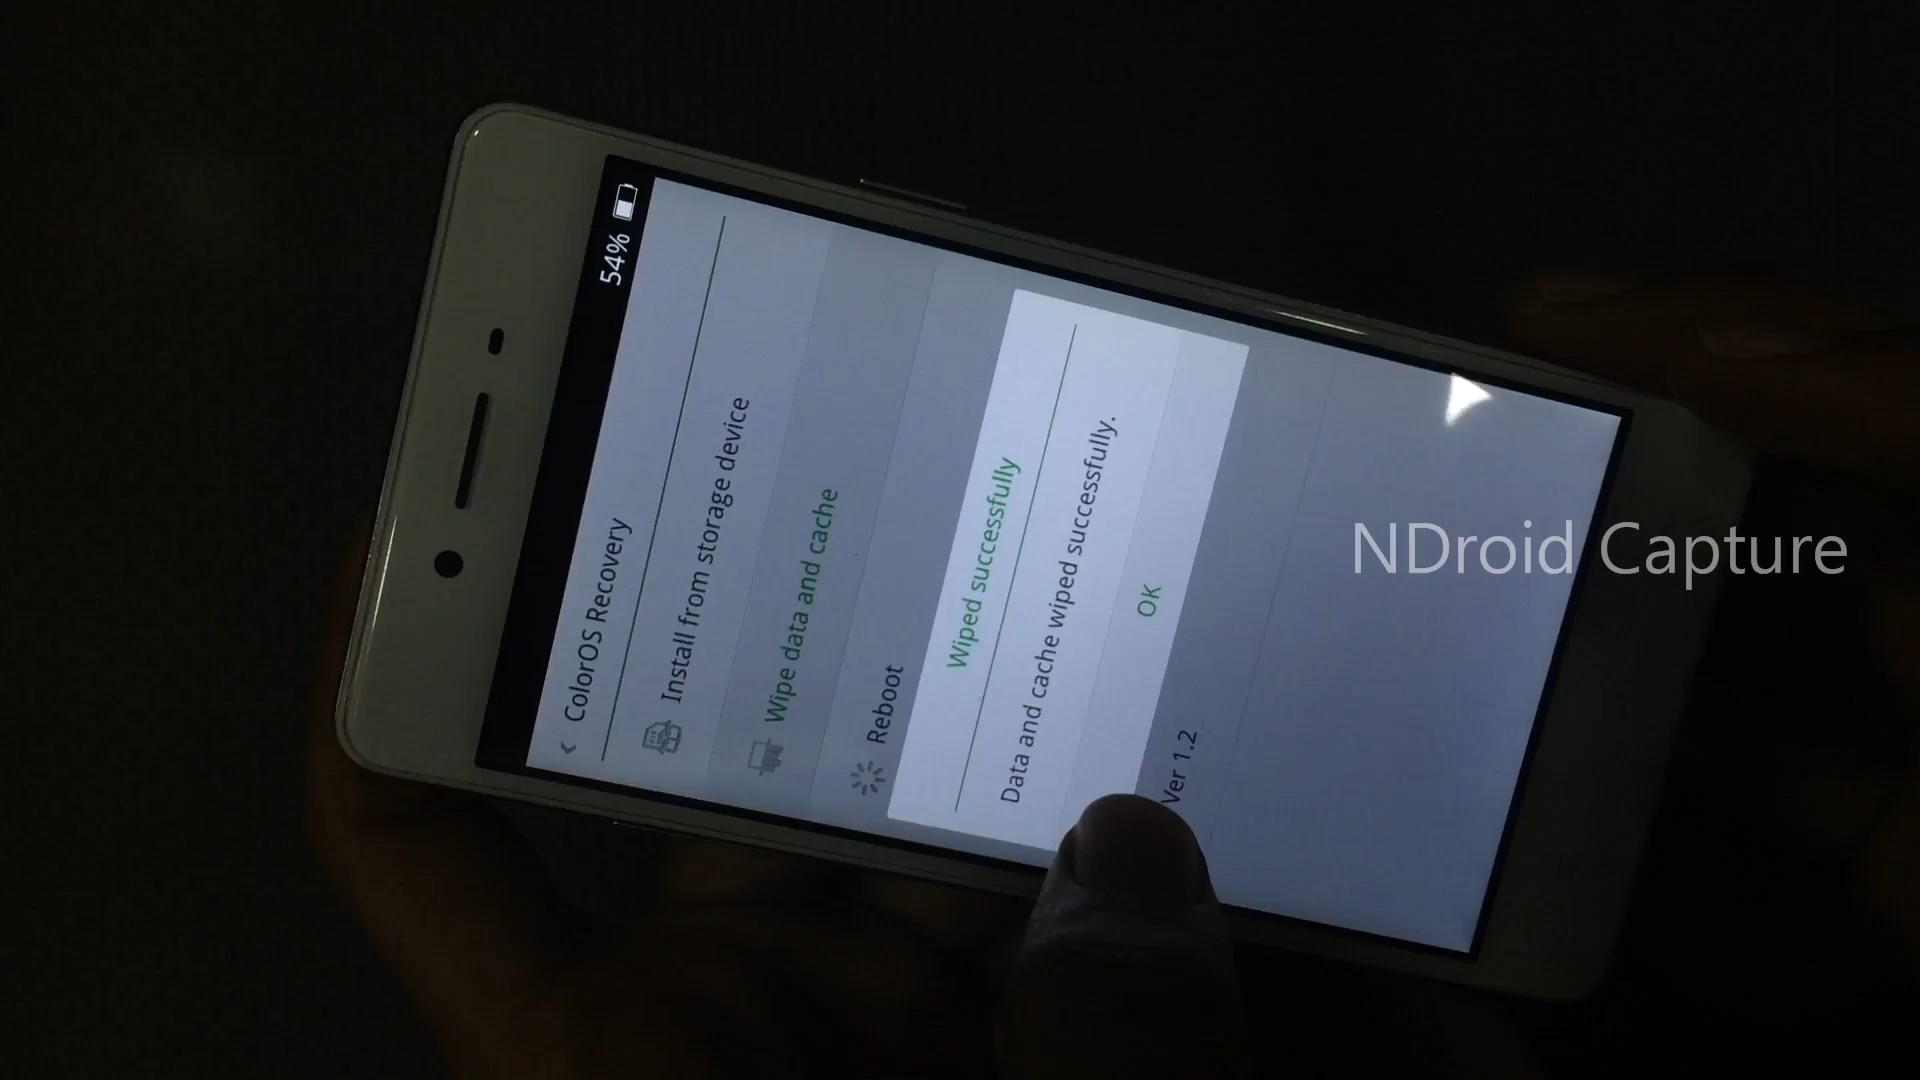 54%
‹ ColorOS Recovery
Install from storage device
Wipe data and cache
Reboot
Wiped successfully
Data and cache wiped successfully.
OK
Ver 1.2
NDroid Capture